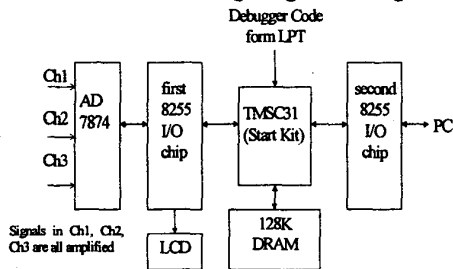 Debugger Code
form LPT
Ch1
Ch2
Ch3
AD
7874
first
8255
I/O
chip
TMSC31
(Start Kit)
second
8255
I/O
chip
PC
Signals in Ch1, Ch2,
Ch3 are all amplified
LCD
128K
DRAM